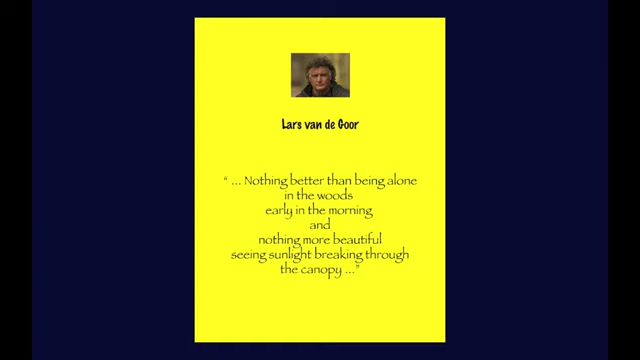 Lars van de Goor
“ ... Nothing better than being alone
in the woods
early in the morning
and
nothing more beautiful
seeing sunlight breaking through
the canopy ...”